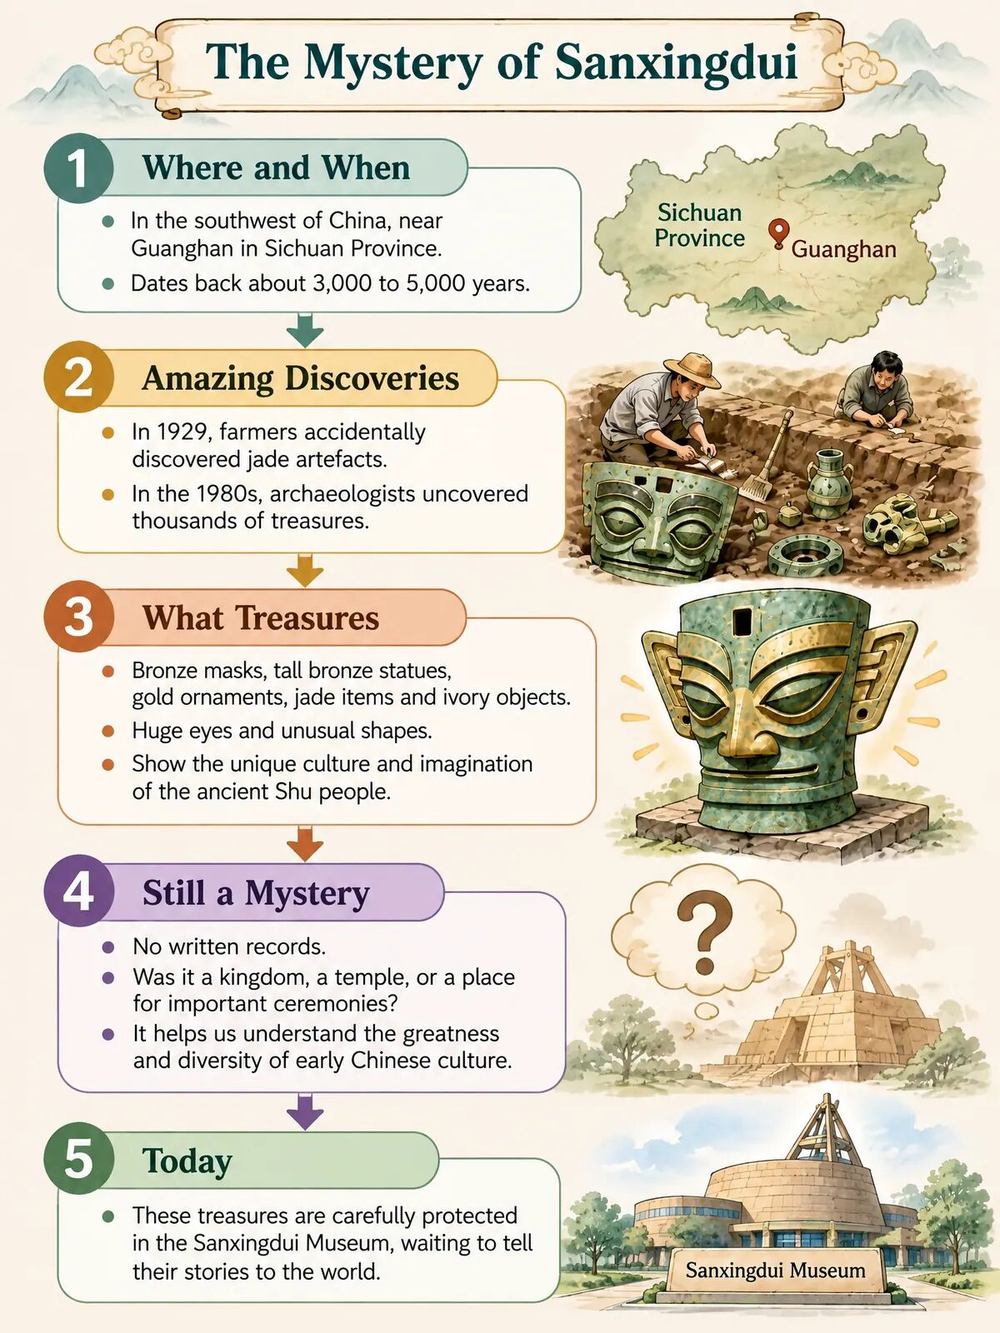 The Mystery of Sanxingdui
1 Where and When
In the southwest of China, near
Guanghan in Sichuan Province.
Dates back about 3,000 to 5,000 years.
Sichuan
Province
Guanghan
2 Amazing Discoveries
In 1929, farmers accidentally
discovered jade artefacts.
In the 1980s, archaeologists uncovered
thousands of treasures.
3 What Treasures
Bronze masks, tall bronze statues,
gold ornaments, jade items and ivory objects.
Huge eyes and unusual shapes.
Show the unique culture and imagination
of the ancient Shu people.
4 Still a Mystery
No written records.
Was it a kingdom, a temple, or a place
for important ceremonies?
It helps us understand the greatness
and diversity of early Chinese culture.
?
5 Today
These treasures are carefully protected
in the Sanxingdui Museum, waiting to tell
their stories to the world.
Sanxingdui Museum